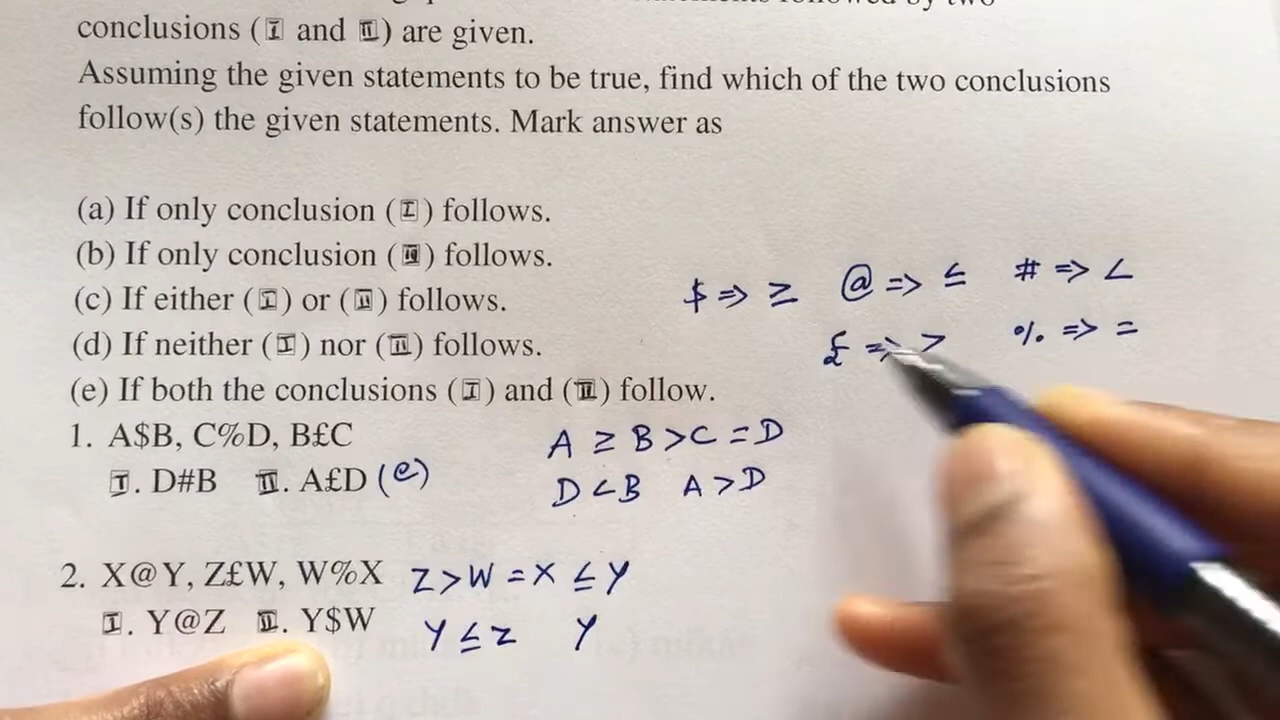 conclusions (I and II) are given.
Assuming the given statements to be true, find which of the two conclusions
follow(s) the given statements. Mark answer as
(a) If only conclusion (I) follows.
(b) If only conclusion (II) follows.
(c) If either (I) or (II) follows.
(d) If neither (I) nor (II) follows.
(e) If both the conclusions (I) and (II) follow.
$ => ≥ @ => ≤ # => <
£ => > % => =
1. A$B, C%D, B£C A ≥ B > C = D
I. D#B II. A£D (e) D < B A > D
2. X@Y, Z£W, W%X Z > W = X ≤ Y
I. Y@Z II. Y$W Y ≤ Z Y